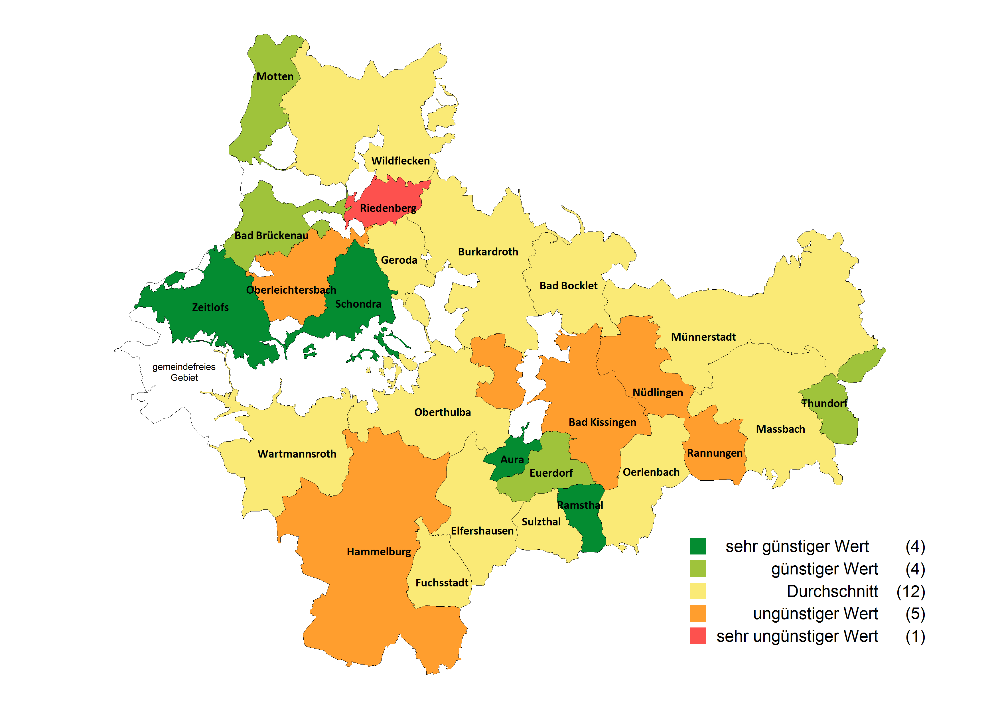 Motten
Wildflecken
Riedenberg
Bad Brückenau
Burkardroth
Geroda
Bad Bocklet
Oberleichtersbach
Schondra
Zeitlofs
Münnerstadt
gemeindefreies
Gebiet
Nüdlingen
Thundorf
Oberthulba
Bad Kissingen
Massbach
Wartmannsroth
Rannungen
Aura
Euerdorf
Oerlenbach
Ramsthal
Sulzthal
Elfershausen
Hammelburg
Fuchsstadt
sehr günstiger Wert (4)
günstiger Wert (4)
Durchschnitt (12)
ungünstiger Wert (5)
sehr ungünstiger Wert (1)